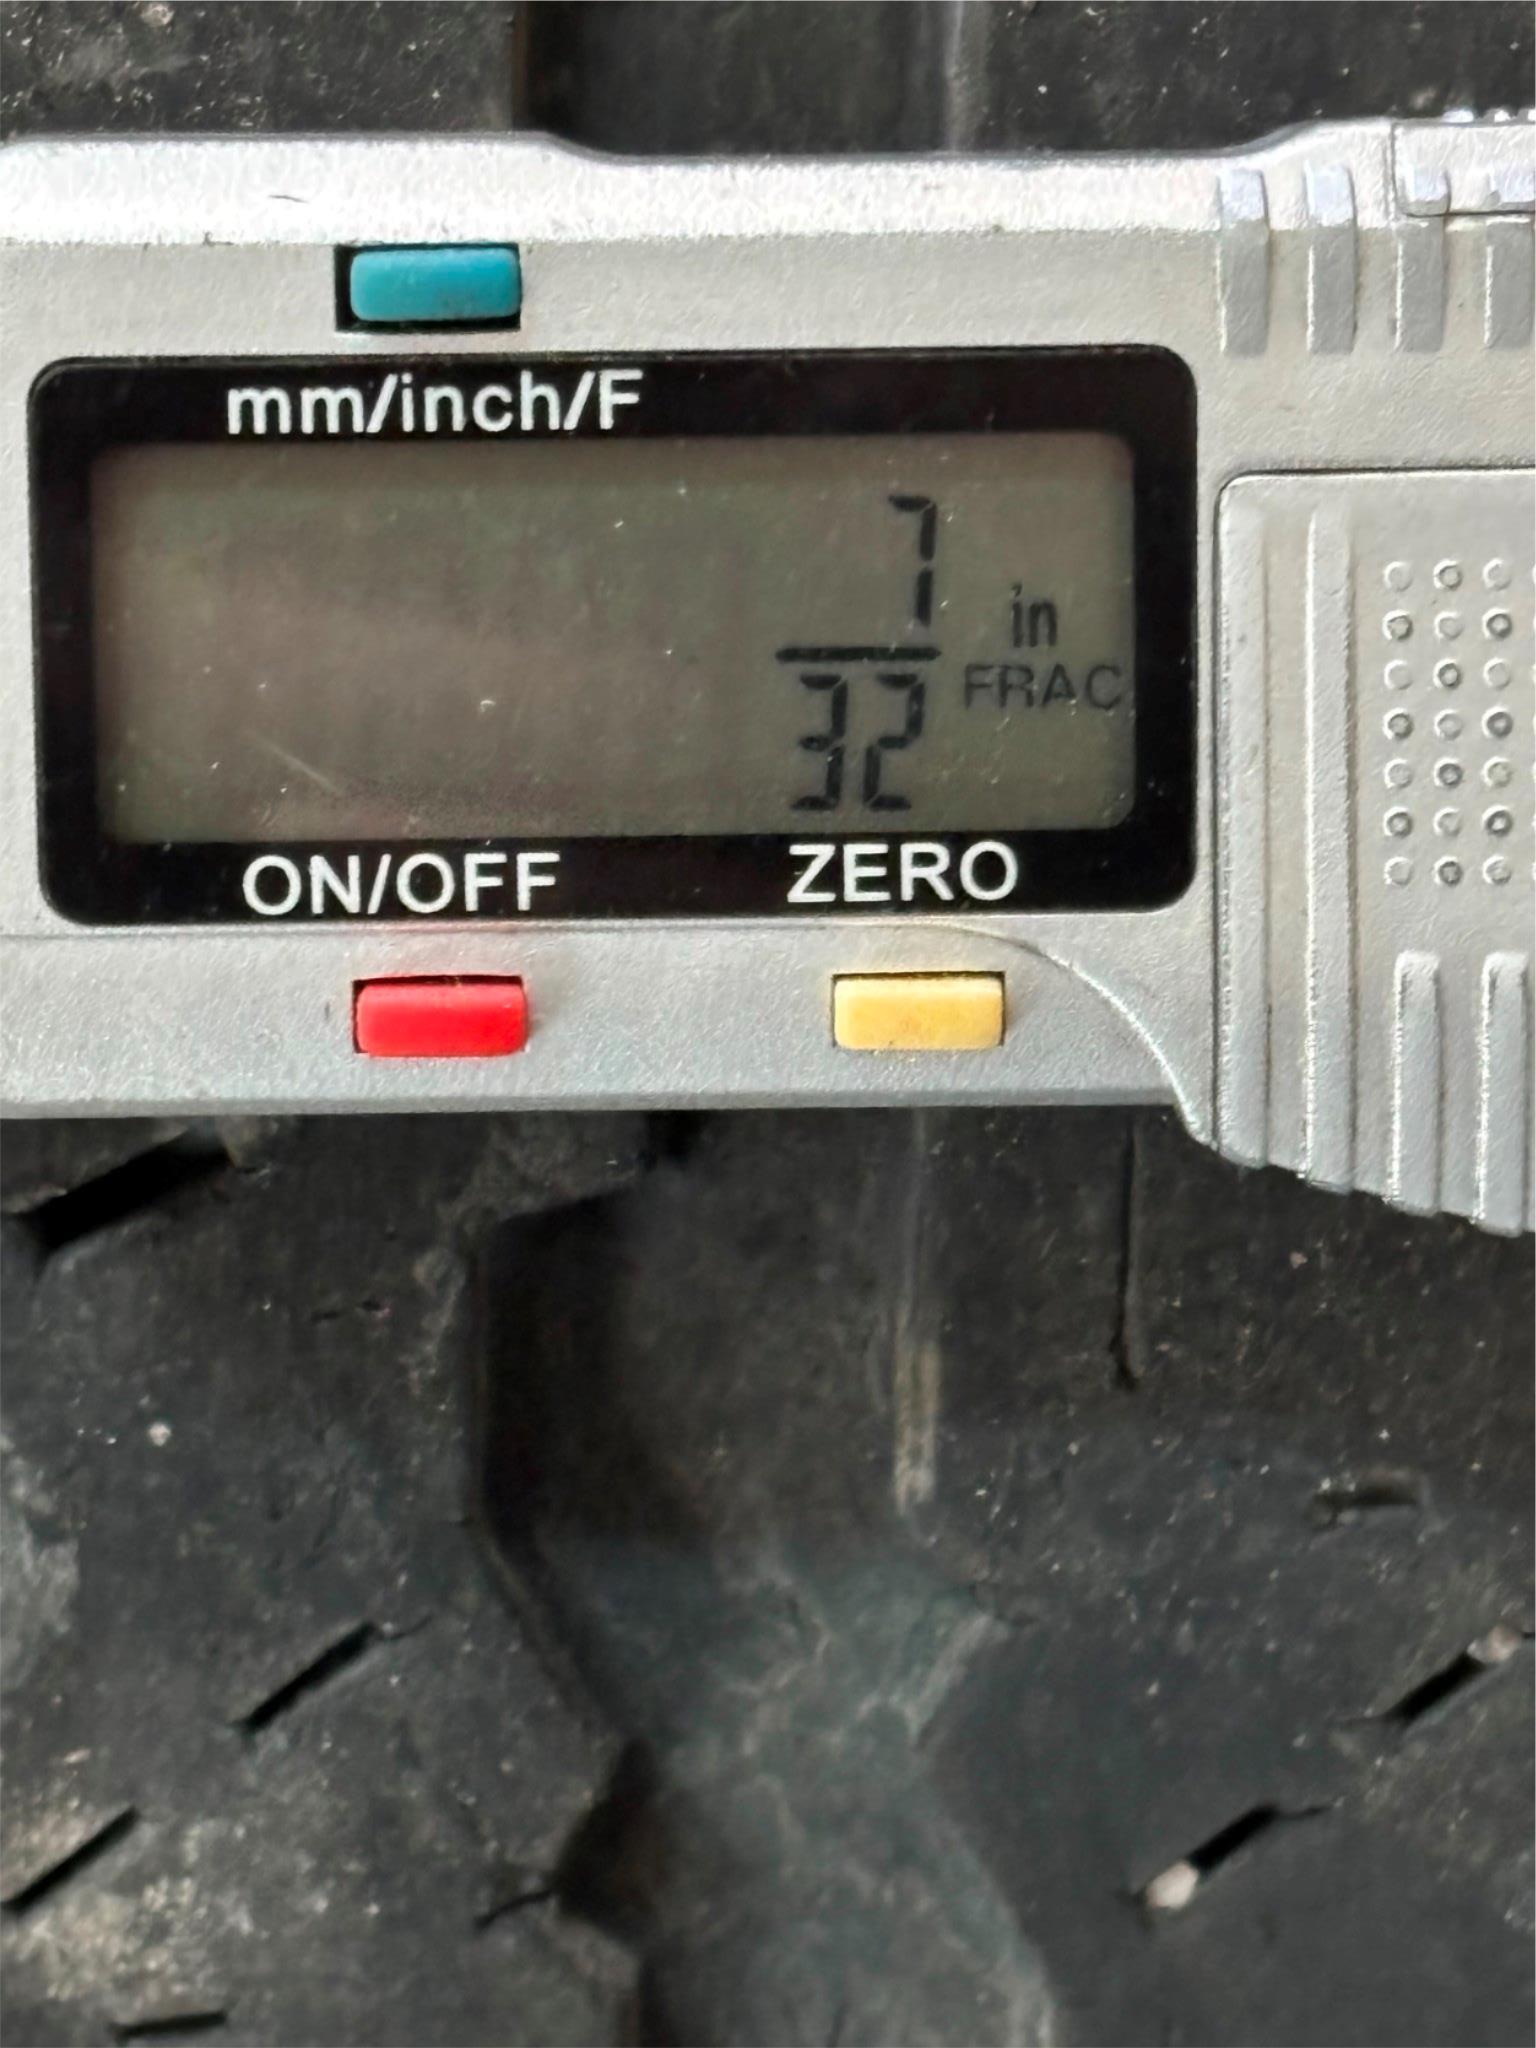 mm/inch/F
7
in
FRAC
32
ON/OFF ZERO